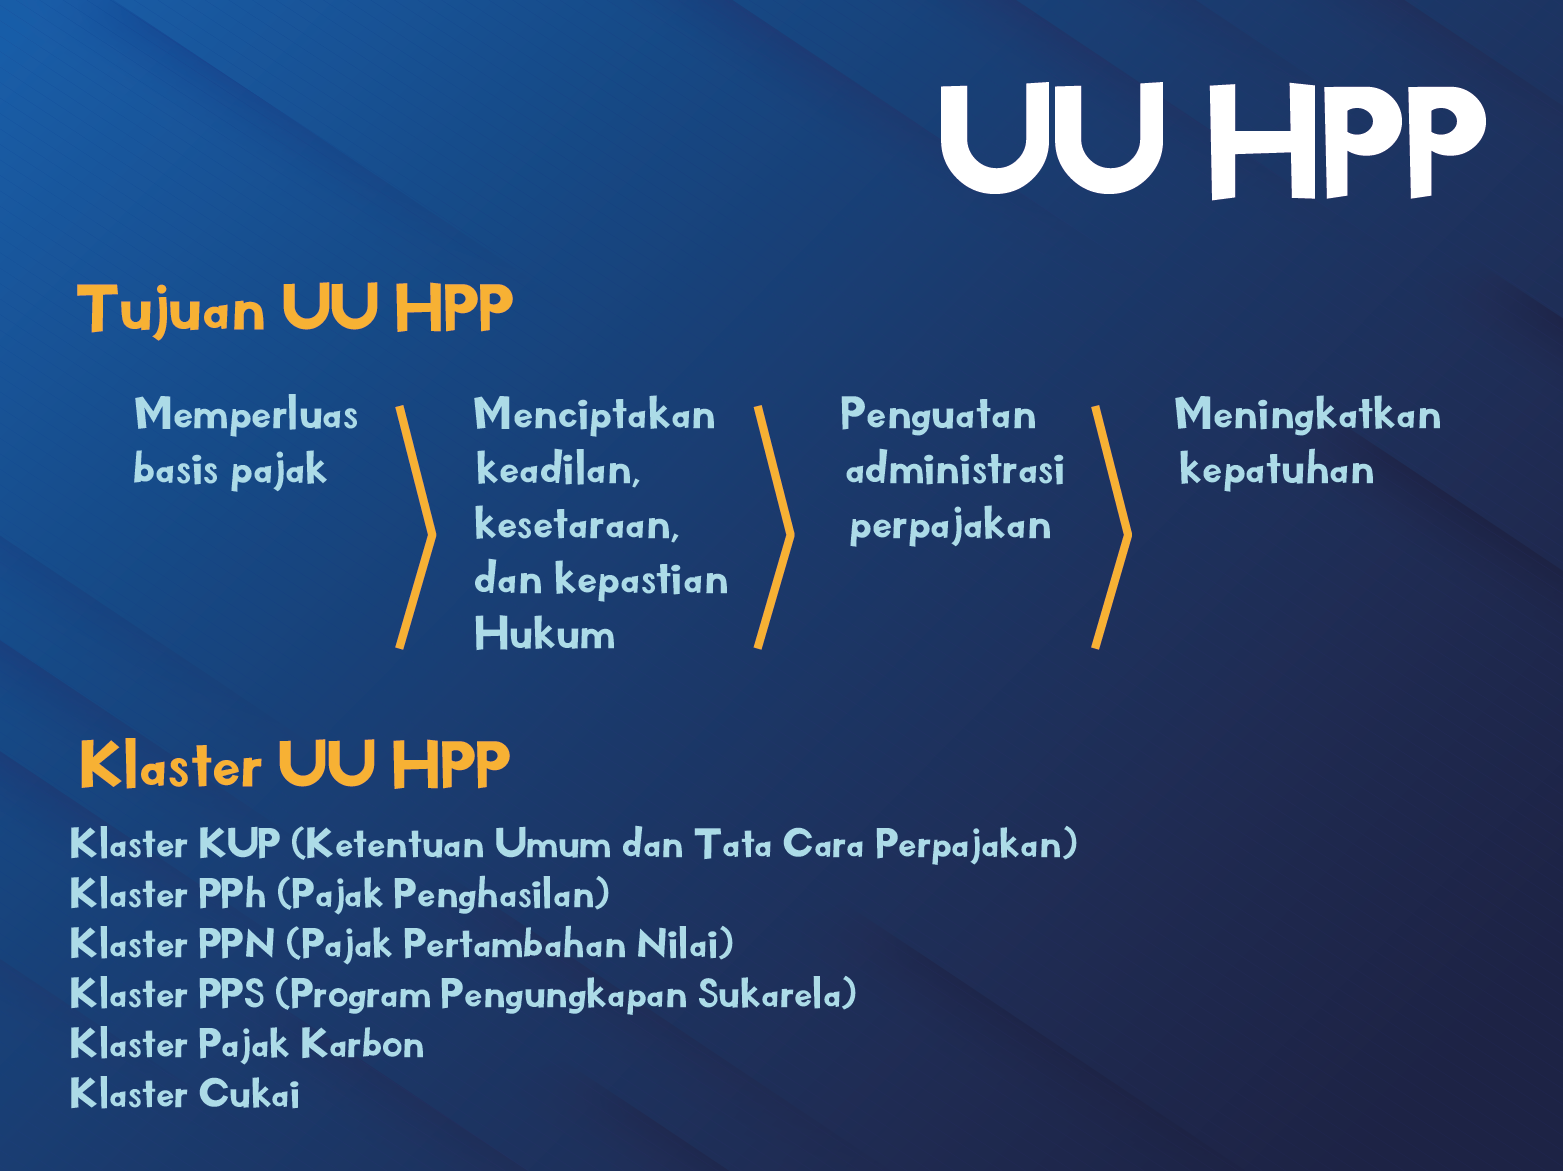 UU HPP
Tujuan UU HPP
Memperluas
basis pajak
Menciptakan
keadilan,
kesetaraan,
dan kepastian
Hukum
Penguatan
administrasi
perpajakan
Meningkatkan
kepatuhan
Klaster UU HPP
Klaster KUP (Ketentuan Umum dan Tata Cara Perpajakan)
Klaster PPh (Pajak Penghasilan)
Klaster PPN (Pajak Pertambahan Nilai)
Klaster PPS (Program Pengungkapan Sukarela)
Klaster Pajak Karbon
Klaster Cukai